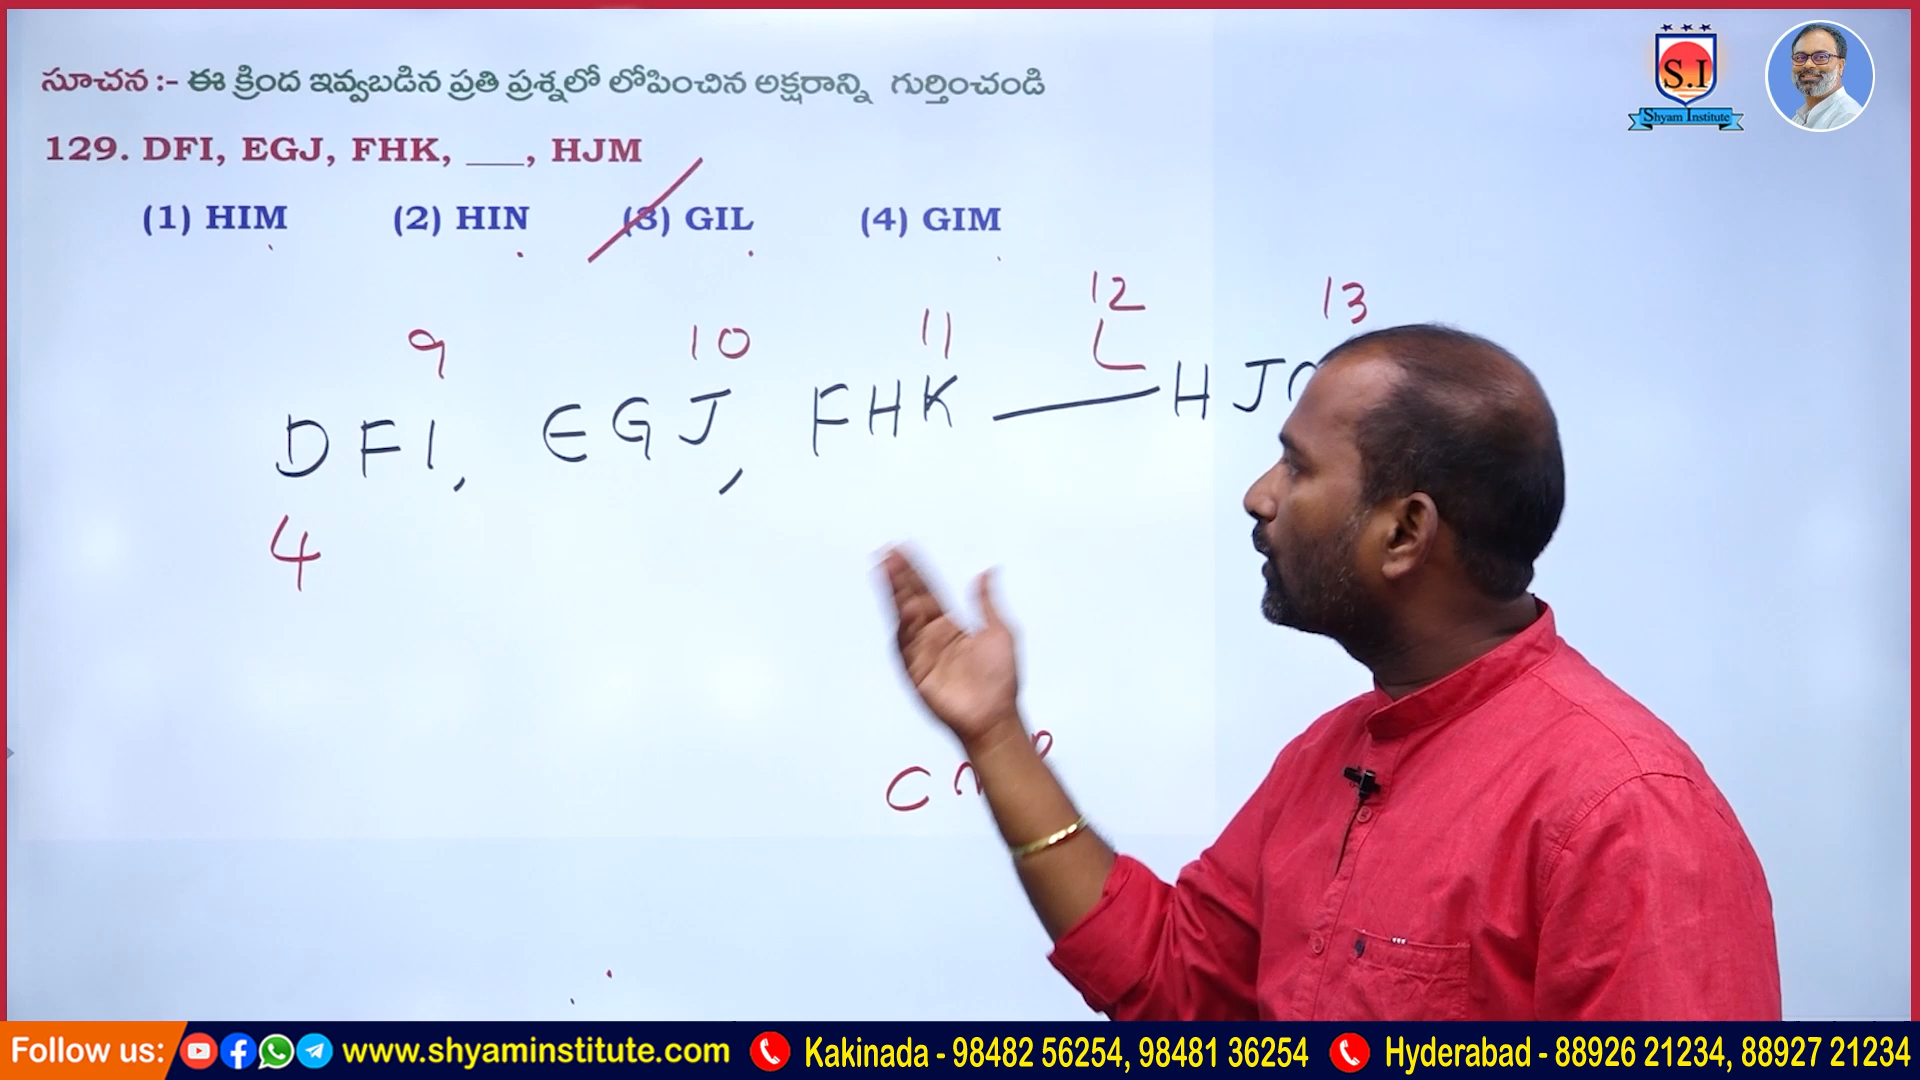 సూచన :- ఈ క్రింద ఇవ్వబడిన ప్రతి ప్రశ్నలో లోపించిన అక్షరాన్ని గుర్తించండి
129. DFI, EGJ, FHK, ___, HJM
(1) HIM (2) HIN (3) GIL (4) GIM
S.I
Shyam Institute
9 10 11 12 13
L
DFI, EGJ, FHK ___ HJ
4
C
Follow us: www.shyaminstitute.com Kakinada - 98482 56254, 98481 36254 Hyderabad - 88926 21234, 88927 21234